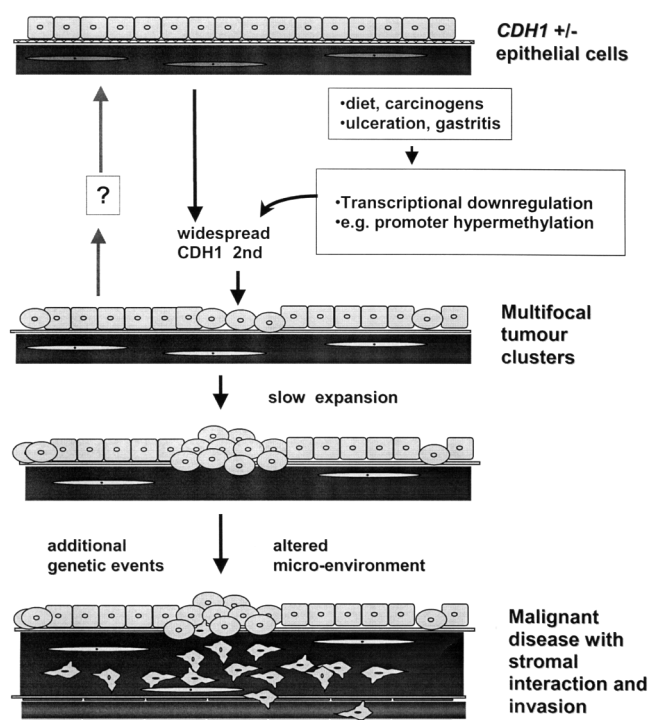 CDH1 +/-
epithelial cells
•diet, carcinogens
•ulceration, gastritis
?
•Transcriptional downregulation
•e.g. promoter hypermethylation
widespread
CDH1 2nd
Multifocal
tumour
clusters
slow expansion
additional
genetic events
altered
micro-environment
Malignant
disease with
stromal
interaction and
invasion